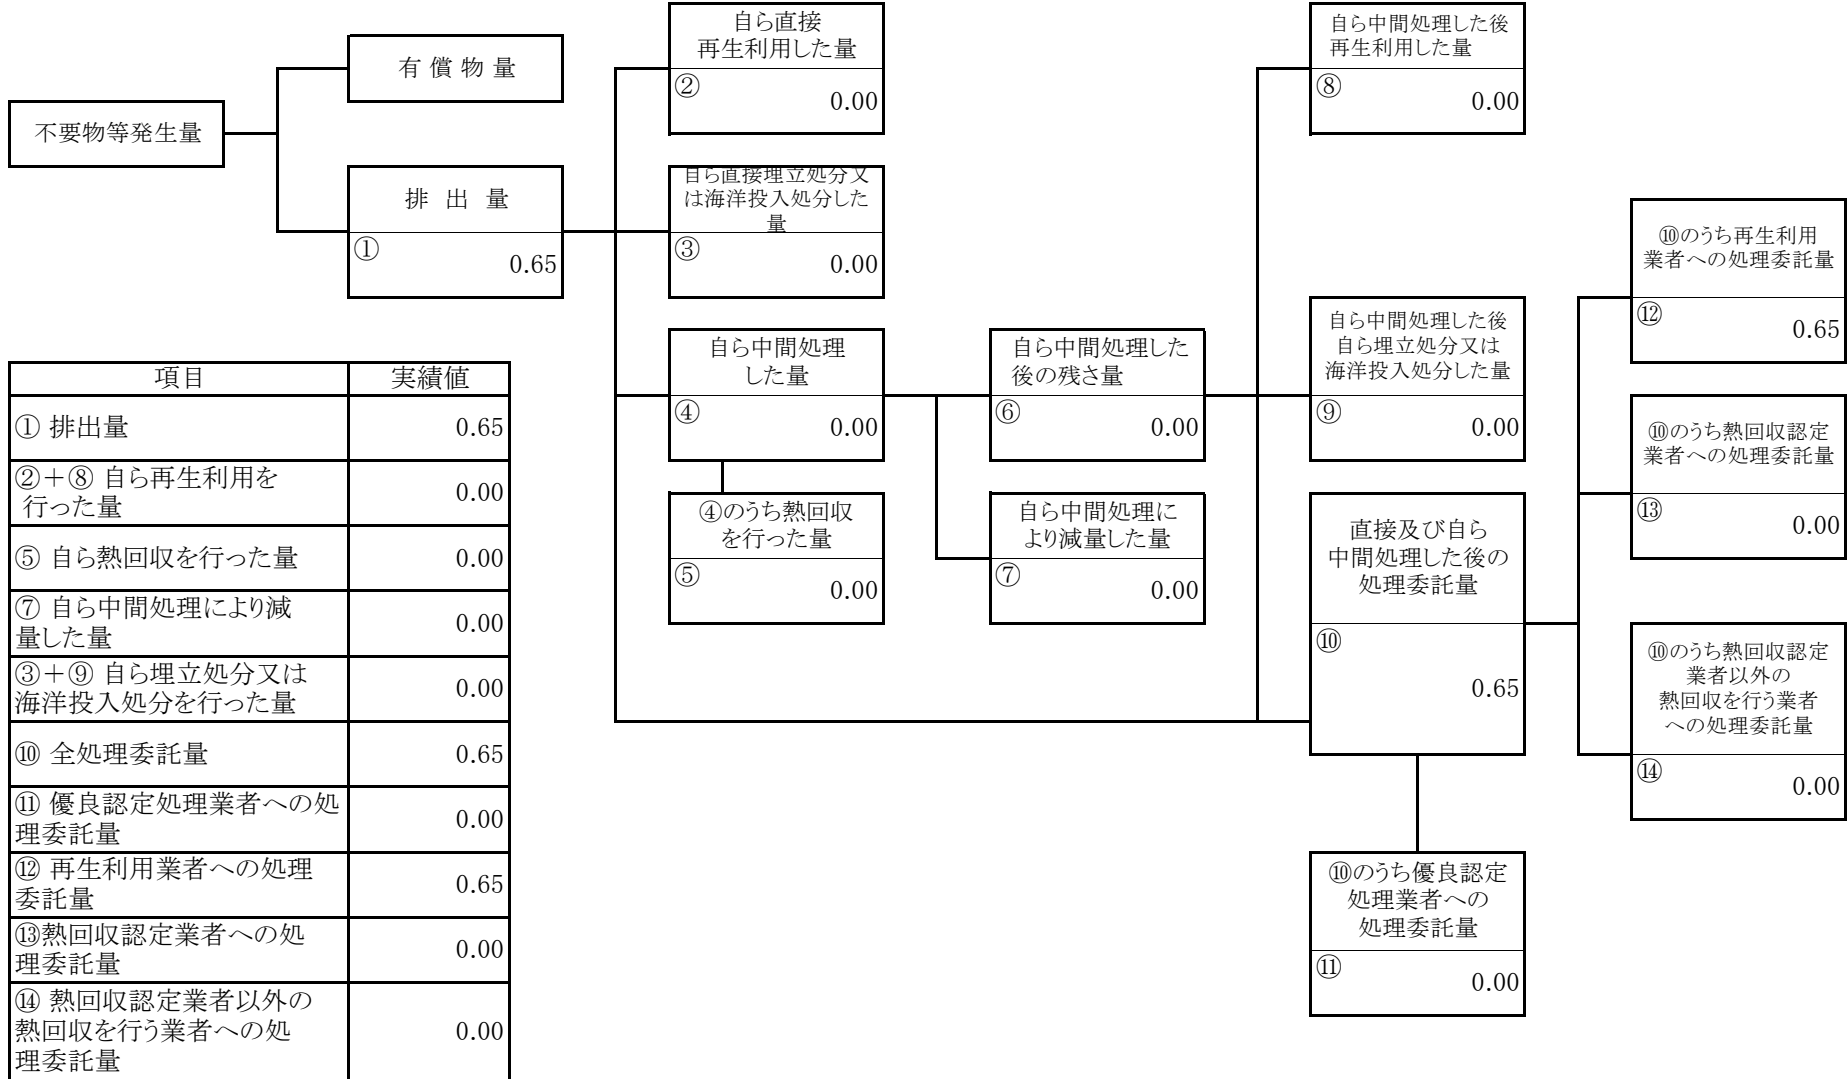 不要物等発生量
有 償 物 量
排 出 量
①
0.65
自ら直接
再生利用した量
②
0.00
自ら直接埋立処分又
は海洋投入処分した
量
③
0.00
自ら中間処理
した量
④
0.00
④のうち熱回収
を行った量
⑤
0.00
自ら中間処理した
後の残さ量
⑥
0.00
自ら中間処理に
より減量した量
⑦
0.00
自ら中間処理した後
再生利用した量
⑧
0.00
自ら中間処理した後
自ら埋立処分又は
海洋投入処分した量
⑨
0.00
直接及び自ら
中間処理した後の
処理委託量
⑩
0.65
⑩のうち優良認定
処理業者への
処理委託量
⑪
0.00
⑩のうち再生利用
業者への処理委託量
⑫
0.65
⑩のうち熱回収認定
業者への処理委託量
⑬
0.00
⑩のうち熱回収認定
業者以外の
熱回収を行う業者
への処理委託量
⑭
0.00
項目 実績値
① 排出量 0.65
②＋⑧ 自ら再生利用を
行った量 0.00
⑤ 自ら熱回収を行った量 0.00
⑦ 自ら中間処理により減
量した量 0.00
③＋⑨ 自ら埋立処分又は
海洋投入処分を行った量 0.00
⑩ 全処理委託量 0.65
⑪ 優良認定処理業者への処
理委託量 0.00
⑫ 再生利用業者への処理
委託量 0.65
⑬熱回収認定業者への処
理委託量 0.00
⑭ 熱回収認定業者以外の
熱回収を行う業者への処
理委託量 0.00